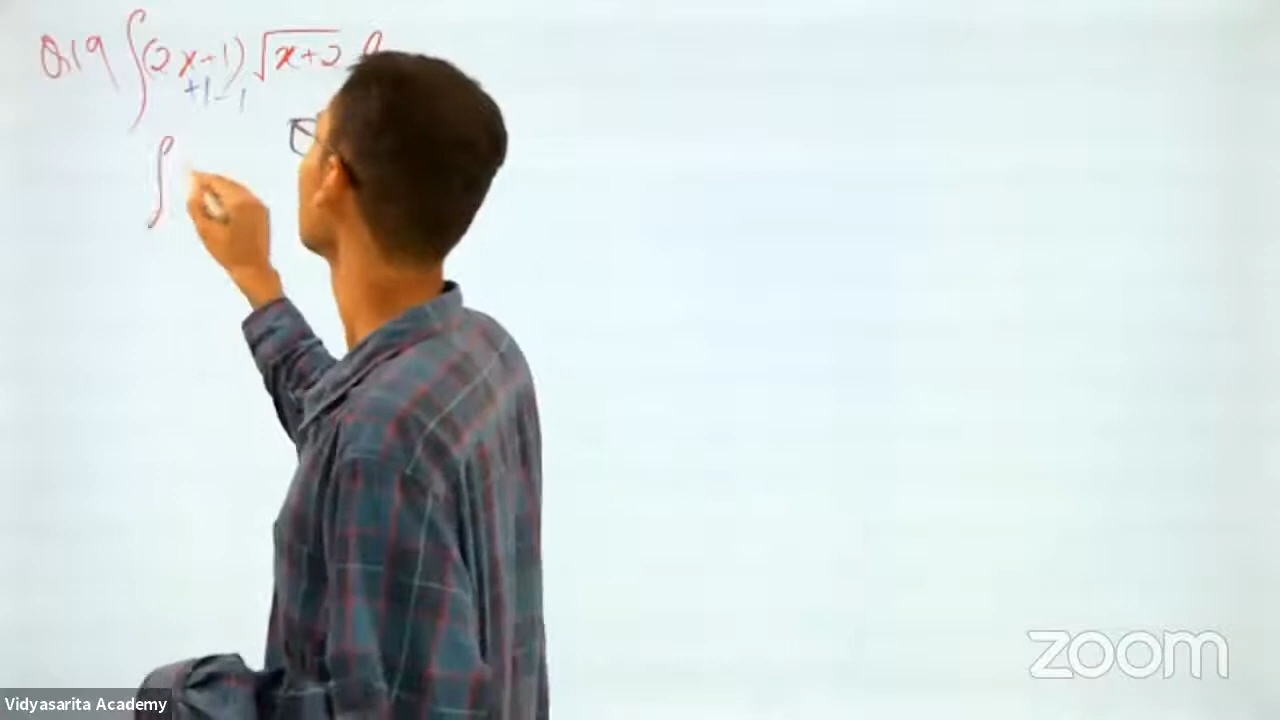 Q19 ∫(2x+1) √x+2
+1-1
∫
zoom
Vidyasarita Academy